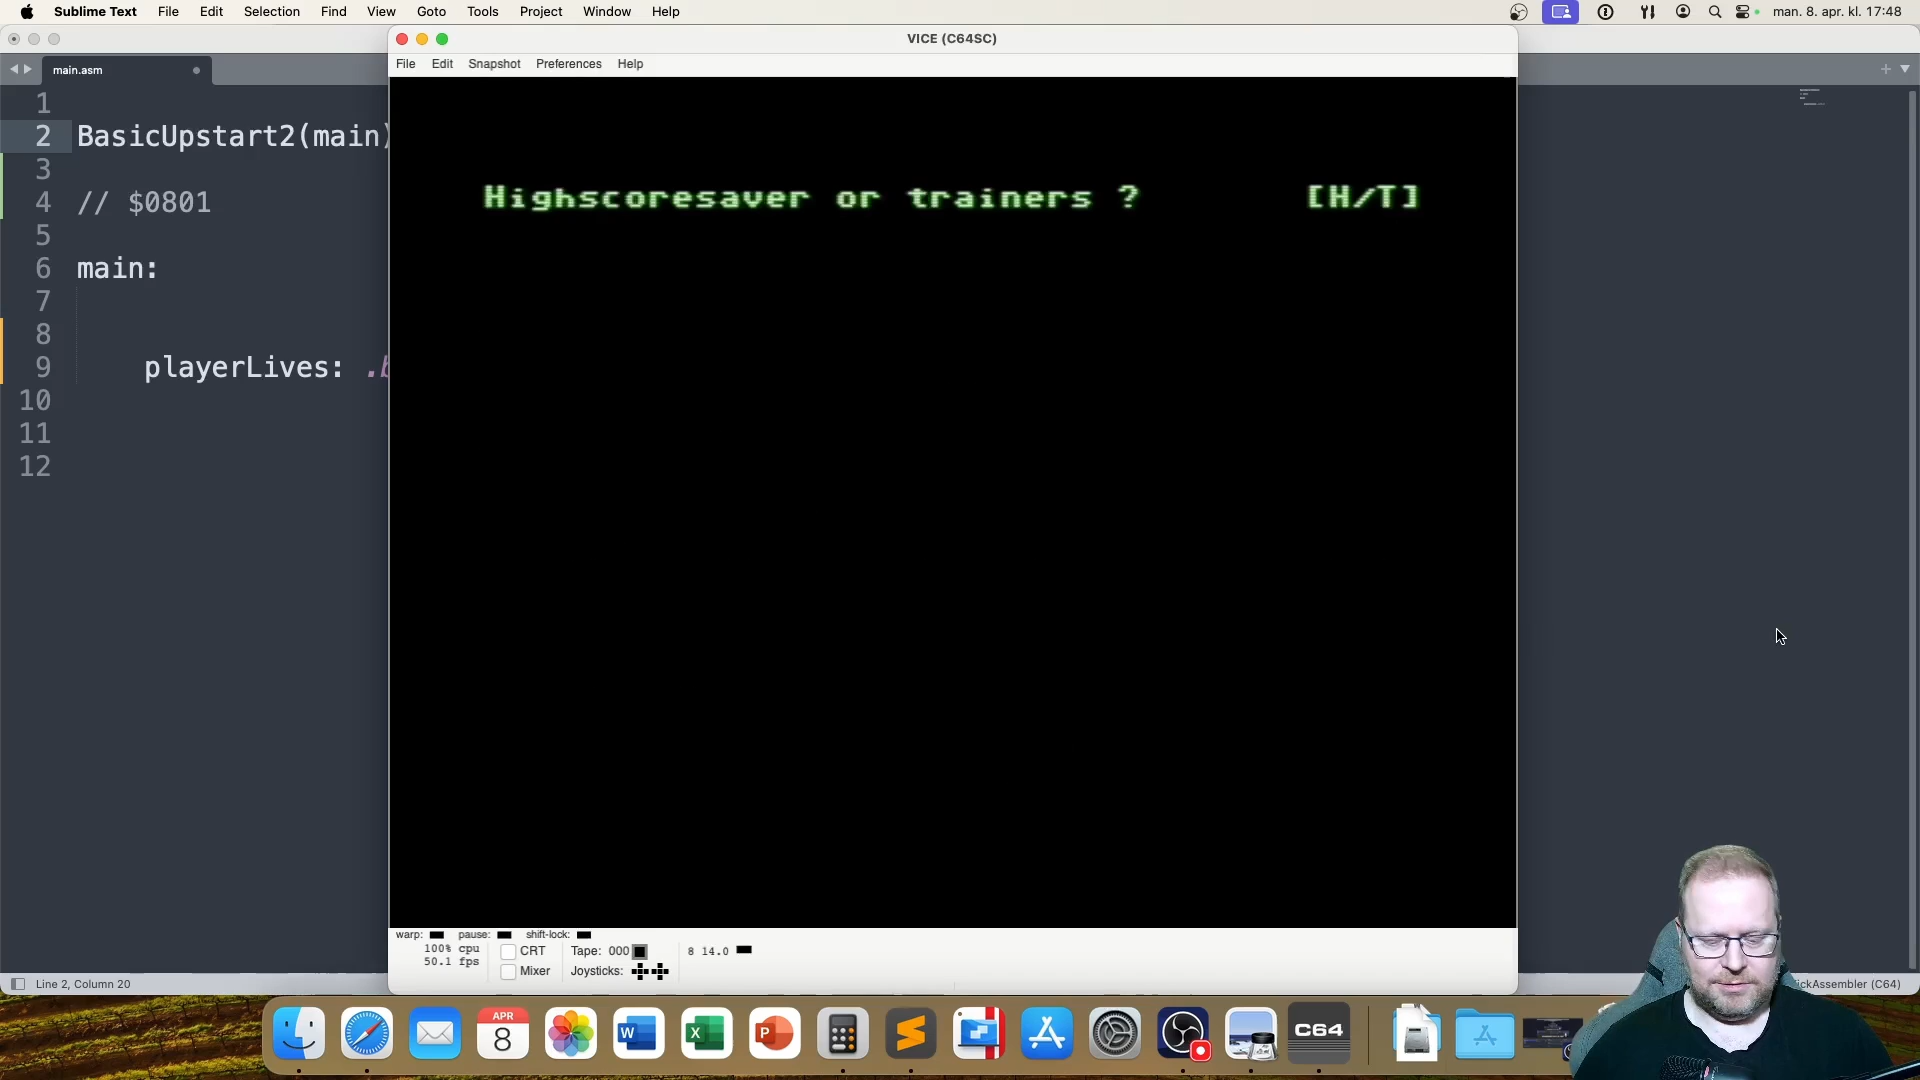 Sublime Text File Edit Selection Find View Goto Tools Project Window Help man. 8. apr. kl. 17:48
VICE (C64SC)
File Edit Snapshot Preferences Help
main.asm
1
2 BasicUpstart2(main)
3
4 // $0801
5
6 main:
7
8
9 playerLives: .b
10
11
12
Highscoresaver or trainers ? [H/T]
warp: pause: shift-lock:
100% cpu
50.1 fps
CRT
Mixer
Tape: 000
Joysticks:
8 14.0
Line 2, Column 20
ickAssembler (C64)
APR
8
W
X
P
C64